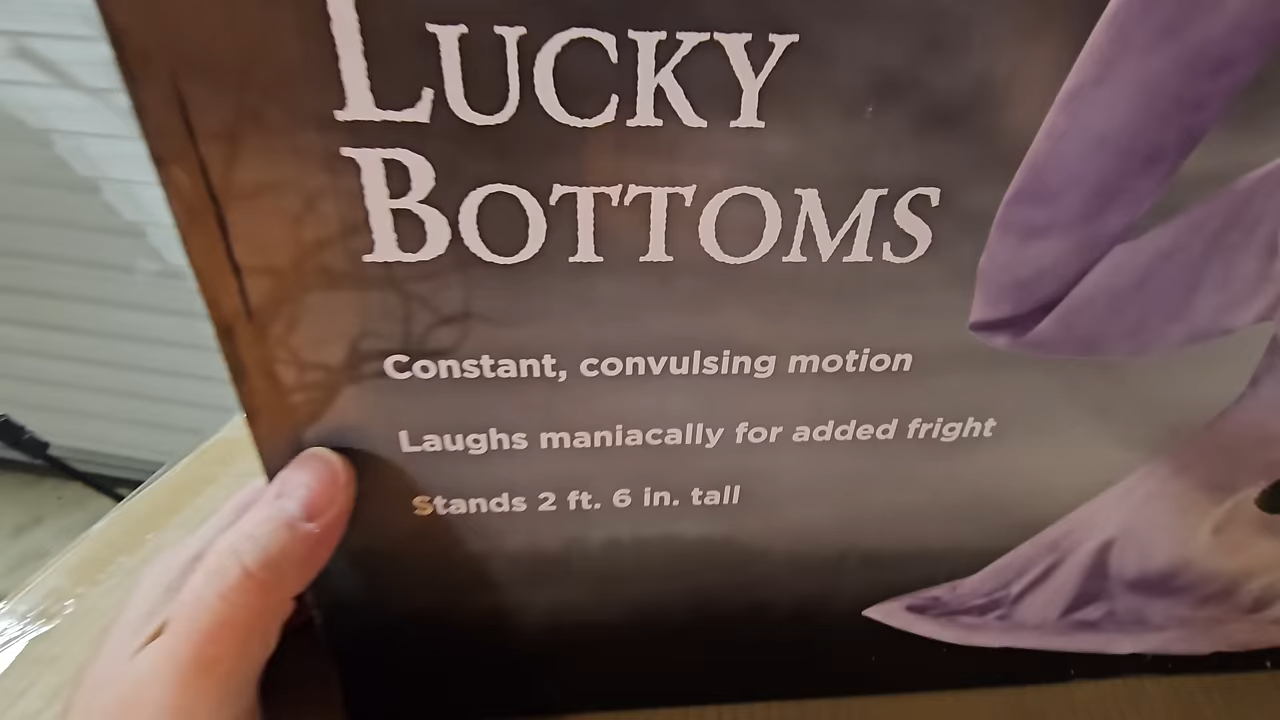 LUCKY
BOTTOMS
Constant, convulsing motion
Laughs maniacally for added fright
Stands 2 ft. 6 in. tall